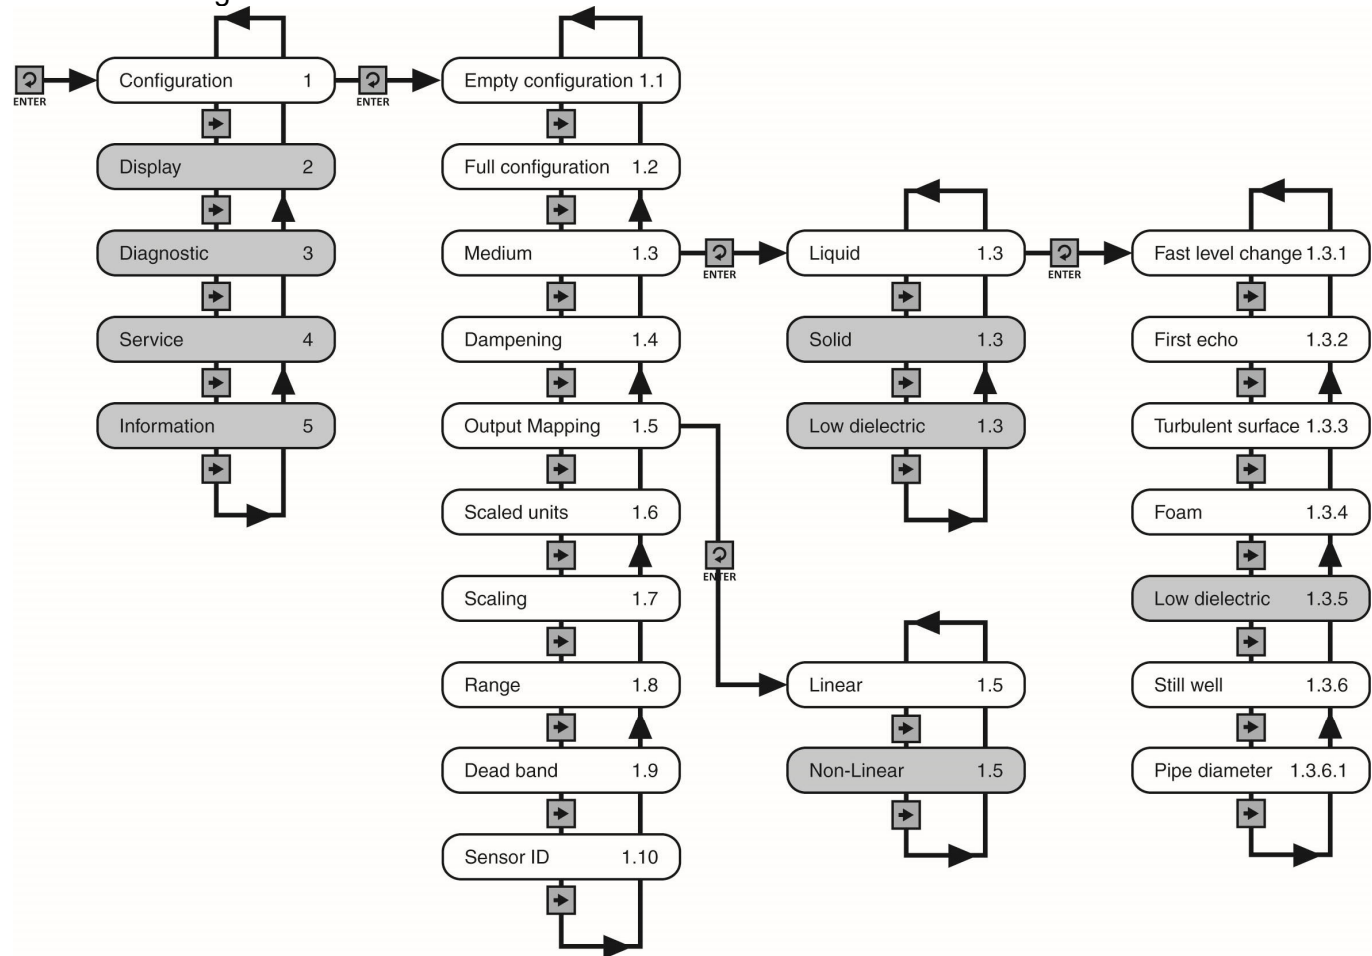 ENTER
Configuration 1
ENTER
Display 2
Diagnostic 3
Service 4
Information 5
Empty configuration 1.1
Full configuration 1.2
Medium 1.3
ENTER
Dampening 1.4
Output Mapping 1.5
Scaled units 1.6
ENTER
Scaling 1.7
Range 1.8
Dead band 1.9
Sensor ID 1.10
Liquid 1.3
ENTER
Solid 1.3
Low dielectric 1.3
Linear 1.5
Non-Linear 1.5
Fast level change 1.3.1
First echo 1.3.2
Turbulent surface 1.3.3
Foam 1.3.4
Low dielectric 1.3.5
Still well 1.3.6
Pipe diameter 1.3.6.1